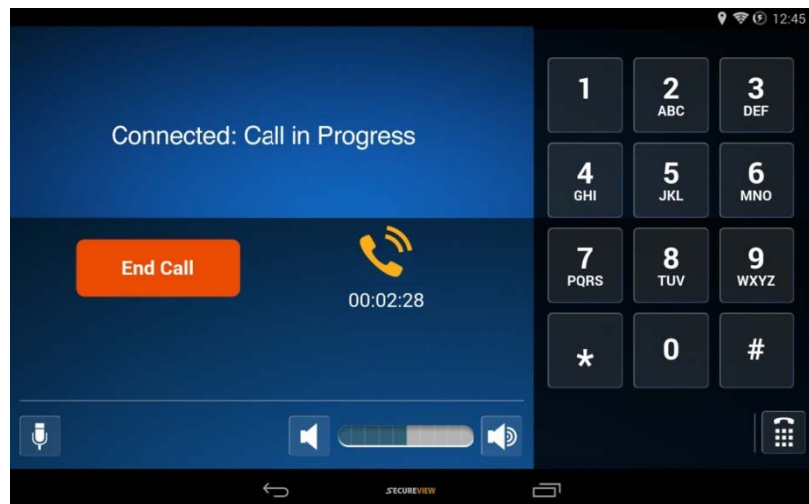 12:45
Connected: Call in Progress
End Call
00:02:28
1
2
ABC
3
DEF
4
GHI
5
JKL
6
MNO
7
PQRS
8
TUV
9
WXYZ
*
0
#
SECUREVIEW